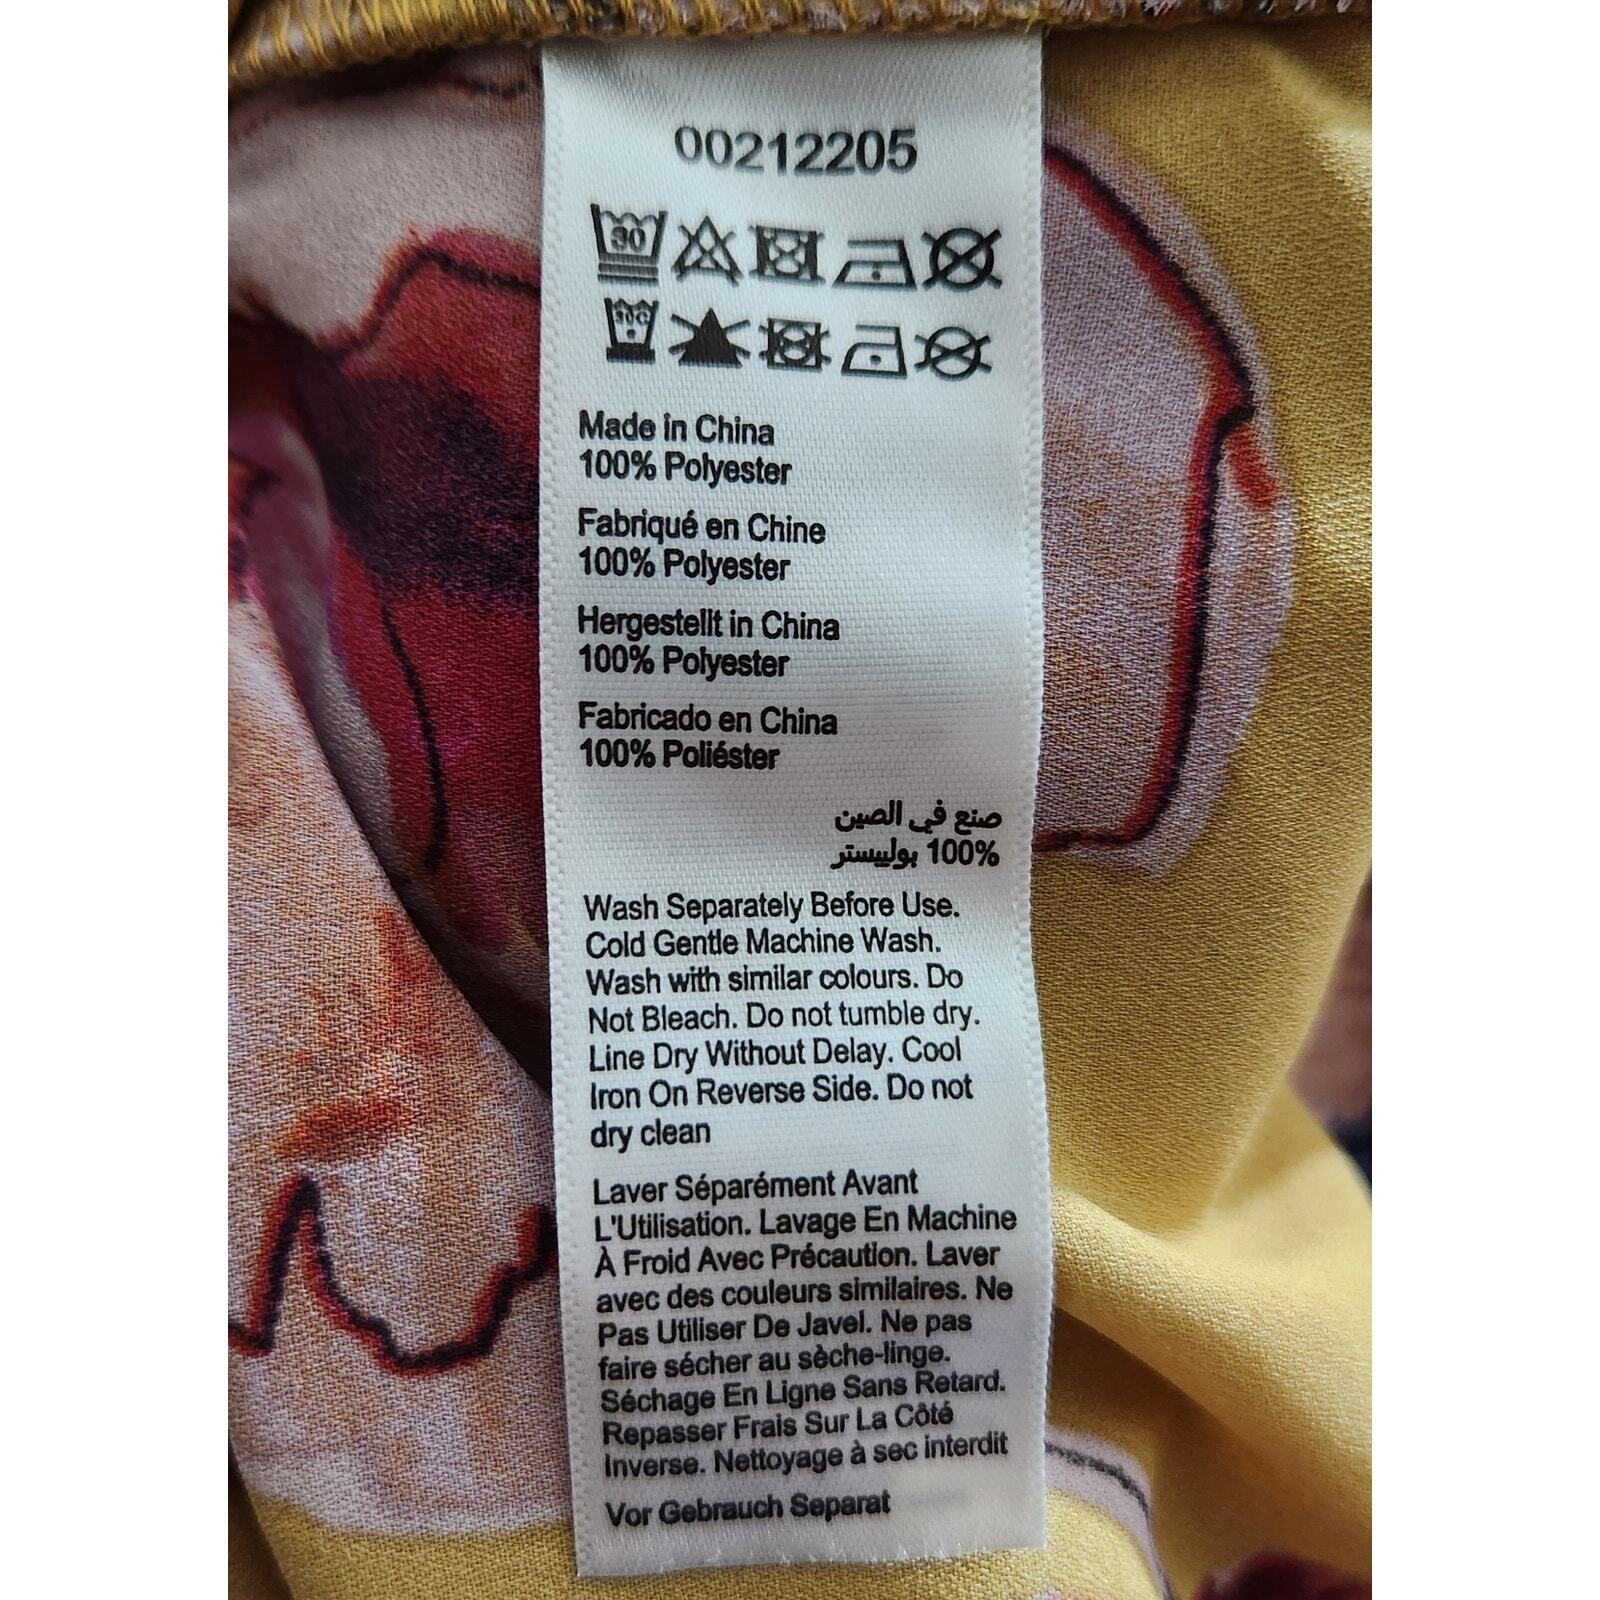 00212205
30
30C
Made in China
100% Polyester
Fabriqué en Chine
100% Polyester
Hergestellt in China
100% Polyester
Fabricado en China
100% Poliéster
صنع في الصين
100% بولييستر
Wash Separately Before Use.
Cold Gentle Machine Wash.
Wash with similar colours. Do
Not Bleach. Do not tumble dry.
Line Dry Without Delay. Cool
Iron On Reverse Side. Do not
dry clean
Laver Séparément Avant
L'Utilisation. Lavage En Machine
À Froid Avec Précaution. Laver
avec des couleurs similaires. Ne
Pas Utiliser De Javel. Ne pas
faire sécher au sèche-linge.
Séchage En Ligne Sans Retard.
Repasser Frais Sur La Côté
Inverse. Nettoyage à sec interdit
Vor Gebrauch Separat